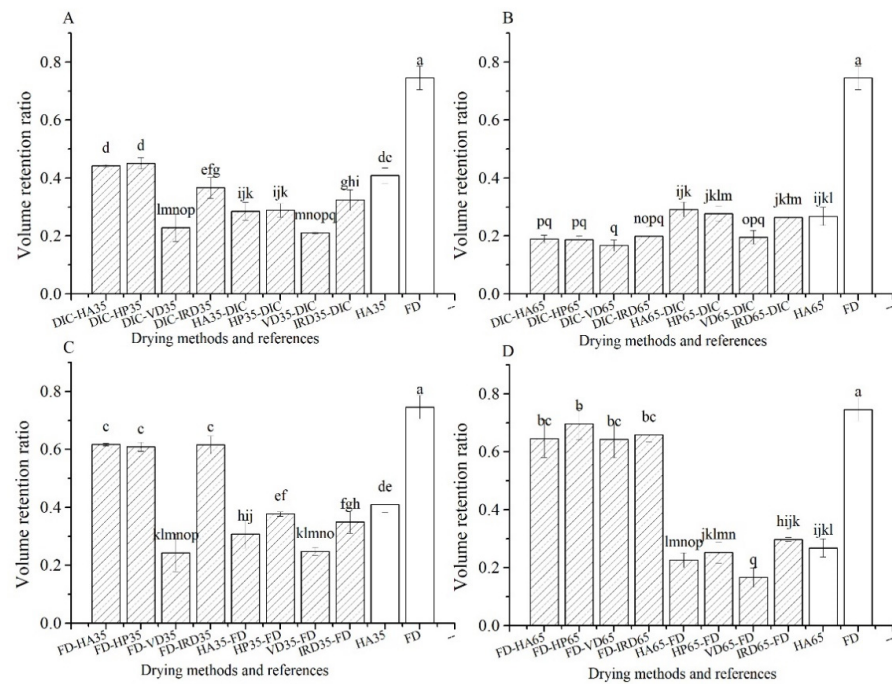 A
Volume retention ratio
0.8
0.6
0.4
0.2
0.0
d
d
lmnop
efg
ijk
ijk
mnopq
ghi
dc
a
DIC-HA35
DIC-HP35
DIC-VD35
DIC-IRD35
HA35-DIC
HP35-DIC
VD35-DIC
IRD35-DIC
HA35
FD
--
Drying methods and references
B
Volume retention ratio
0.8
0.6
0.4
0.2
0.0
pq
pq
q
nopq
ijk
jklm
opq
jklm
ijkl
a
DIC-HA65
DIC-HP65
DIC-VD65
DIC-IRD65
HA65-DIC
HP65-DIC
VD65-DIC
IRD65-DIC
HA65
FD
--
Drying methods and references
C
Volume retention ratio
0.8
0.6
0.4
0.2
0.0
c
c
klmnop
c
hij
ef
klmno
fgh
de
a
FD-HA35
FD-HP35
FD-VD35
FD-IRD35
HA35-FD
HP35-FD
VD35-FD
IRD35-FD
HA35
FD
--
Drying methods and references
D
Volume retention ratio
0.8
0.6
0.4
0.2
0.0
bc
b
bc
bc
lmnop
jklmn
q
hijk
ijkl
a
FD-HA65
FD-HP65
FD-VD65
FD-IRD65
HA65-FD
HP65-FD
VD65-FD
IRD65-FD
HA65
FD
--
Drying methods and references